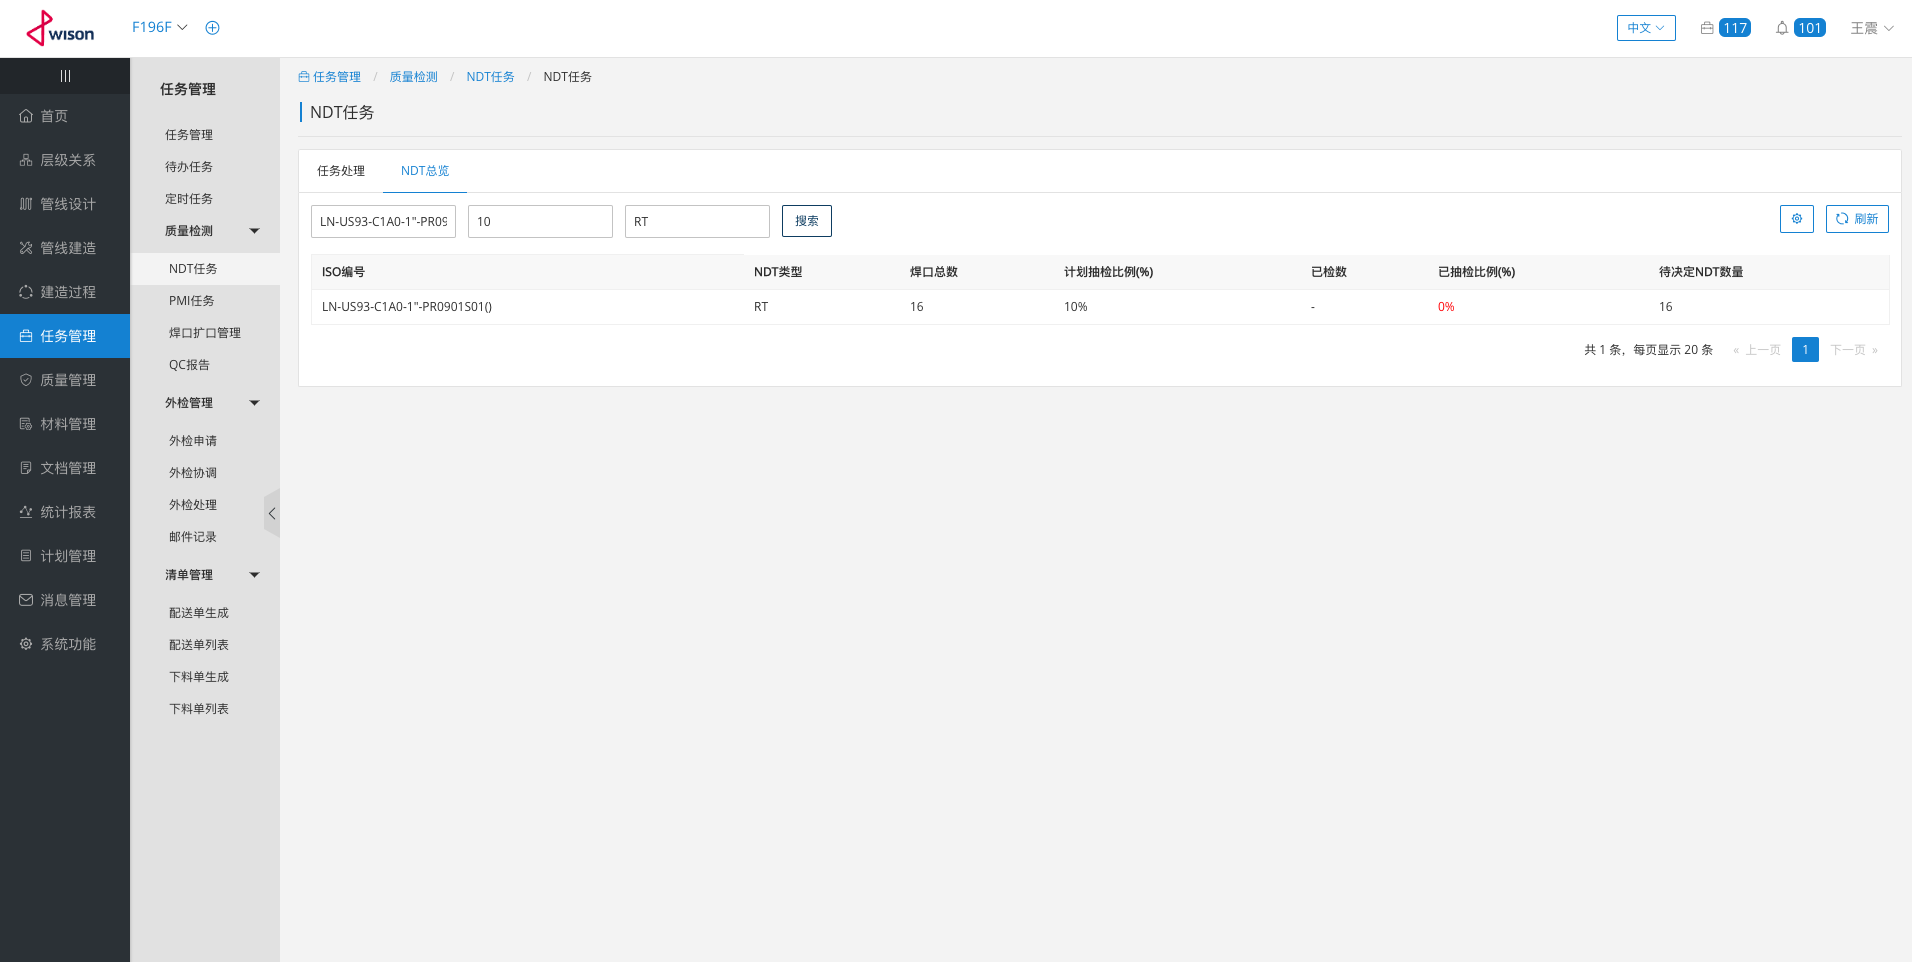 wison
F196F
中文
117
101
王震
首页
层级关系
管线设计
管线建造
建造过程
任务管理
质量管理
材料管理
文档管理
统计报表
计划管理
消息管理
系统功能
任务管理
任务管理
待办任务
定时任务
质量检测
NDT任务
PMI任务
焊口扩口管理
QC报告
外检管理
外检申请
外检协调
外检处理
邮件记录
清单管理
配送单生成
配送单列表
下料单生成
下料单列表
任务管理 / 质量检测 / NDT任务 / NDT任务
NDT任务
任务处理 NDT总览
LN-US93-C1A0-1"-PR09 10 RT 搜索 刷新
ISO编号 NDT类型 焊口总数 计划抽检比例(%) 已检数 已抽检比例(%) 待决定NDT数量
LN-US93-C1A0-1"-PR0901S01() RT 16 10% - 0% 16
共 1 条，每页显示 20 条 « 上一页 1 下一页 »